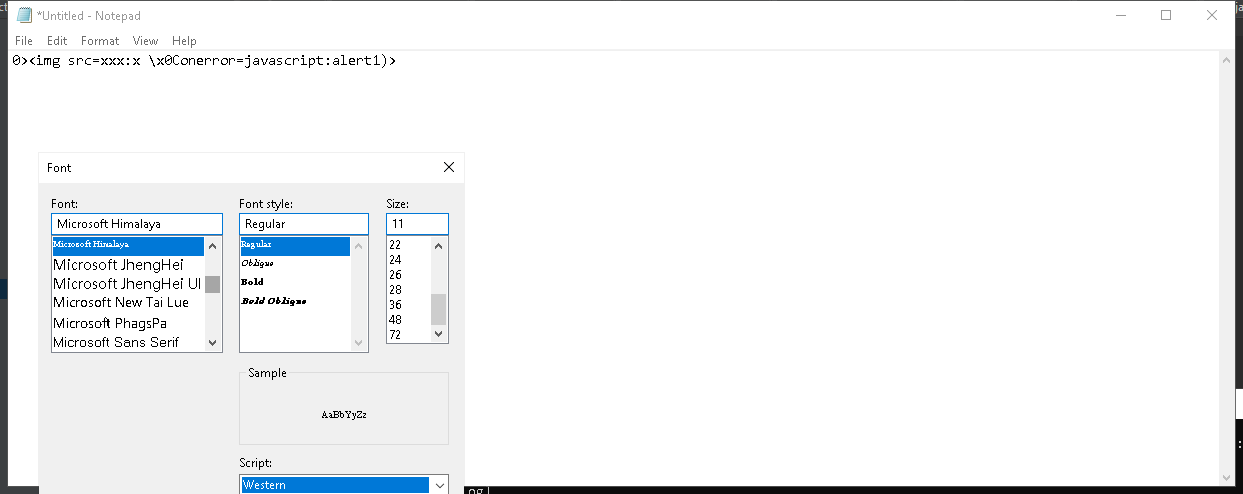 *Untitled - Notepad
File Edit Format View Help
0><img src=xxx:x \x0Conerror=javascript:alert1)>
Font
Font: Font style: Size:
Microsoft Himalaya Regular 11
Microsoft Himalaya
Microsoft JhengHei
Microsoft JhengHei UI
Microsoft New Tai Lue
Microsoft PhagsPa
Microsoft Sans Serif
Regular
Oblique
Bold
Bold Oblique
22
24
26
28
36
48
72
Sample
AaBbYyZz
Script:
Western